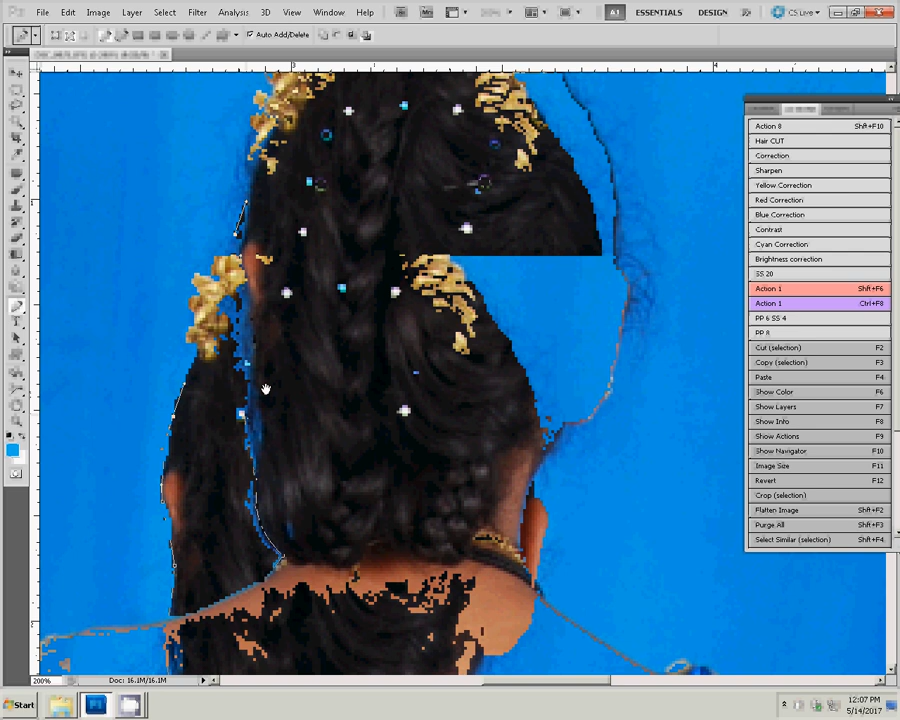 File Edit Image Layer Select Filter Analysis 3D View Window Help
ESSENTIALS DESIGN CS Live
Auto Add/Delete
3
4
Action 8 Shft+F10
Hair CUT
Correction
Sharpen
Yellow Correction
Red Correction
Blue Correction
Contrast
Cyan Correction
Brightness correction
SS 20
Action 1 Shft+F6
Action 1 Ctrl+F8
PP 6 SS 4
PP 8
Cut (selection) F2
Copy (selection) F3
Paste F4
Show Color F6
Show Layers F7
Show Info F8
Show Actions F9
Show Navigator F10
Image Size F11
Revert F12
Crop (selection)
Flatten Image Shft+F2
Purge All Shft+F3
Select Similar (selection) Shft+F4
200% Doc: 16.1M/16.1M
Start
12:07 PM
5/14/2017